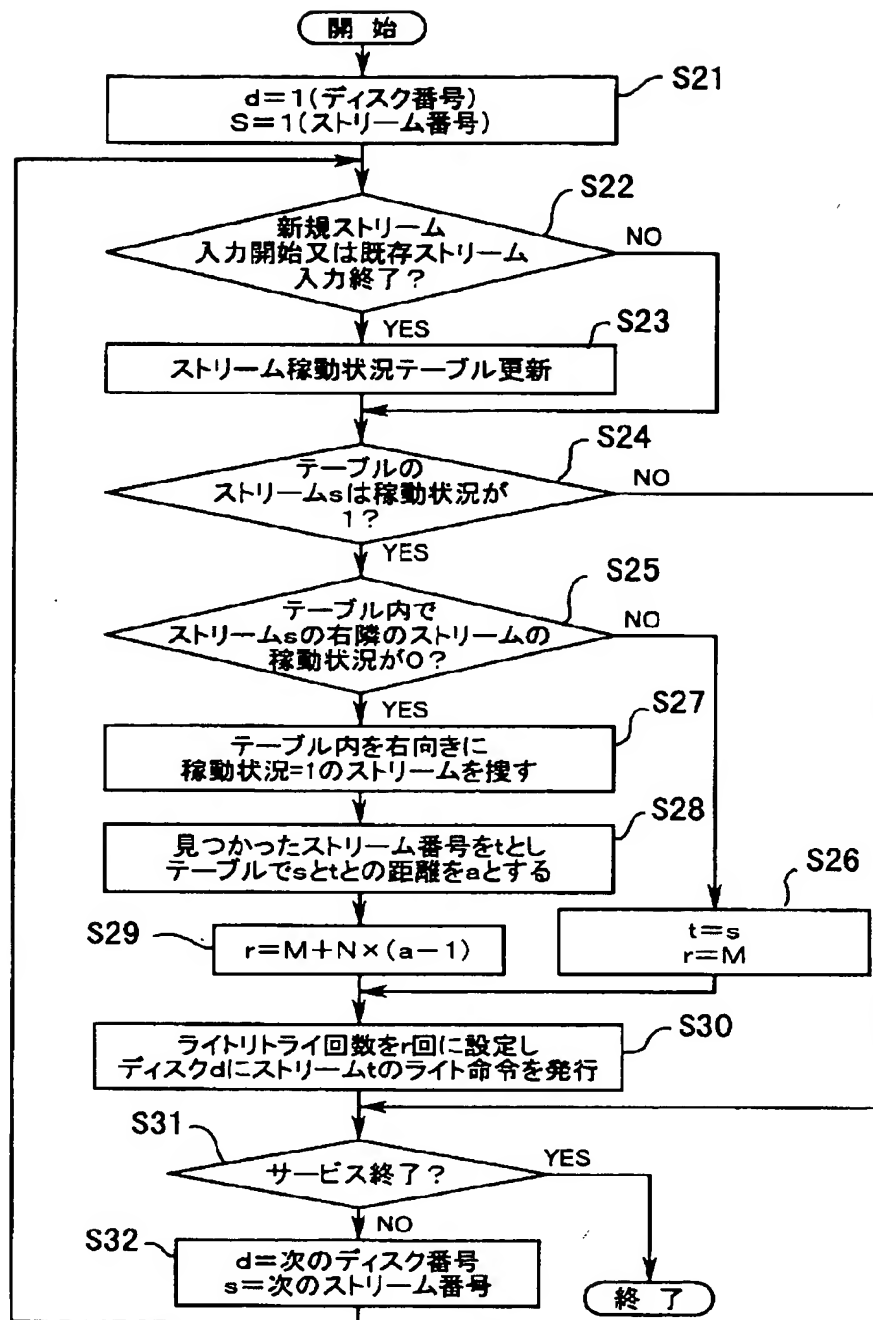 開 始
S21
d=1(ディスク番号)
S=1(ストリーム番号)
S22
新規ストリーム
入力開始又は既存ストリーム
入力終了?
NO
YES
S23
ストリーム稼動状況テーブル更新
S24
テーブルの
ストリームsは稼動状況が
1?
NO
YES
S25
テーブル内で
ストリームsの右隣のストリームの
稼動状況が0?
NO
YES
S27
テーブル内を右向きに
稼動状況=1のストリームを捜す
S28
見つかったストリーム番号をtとし
テーブルでsとtとの距離をaとする
S26
t=s
r=M
S29
r=M+N×(a-1)
S30
ライトリトライ回数をr回に設定し
ディスクdにストリームtのライト命令を発行
S31
サービス終了?
YES
NO
S32
d=次のディスク番号
s=次のストリーム番号
終 了